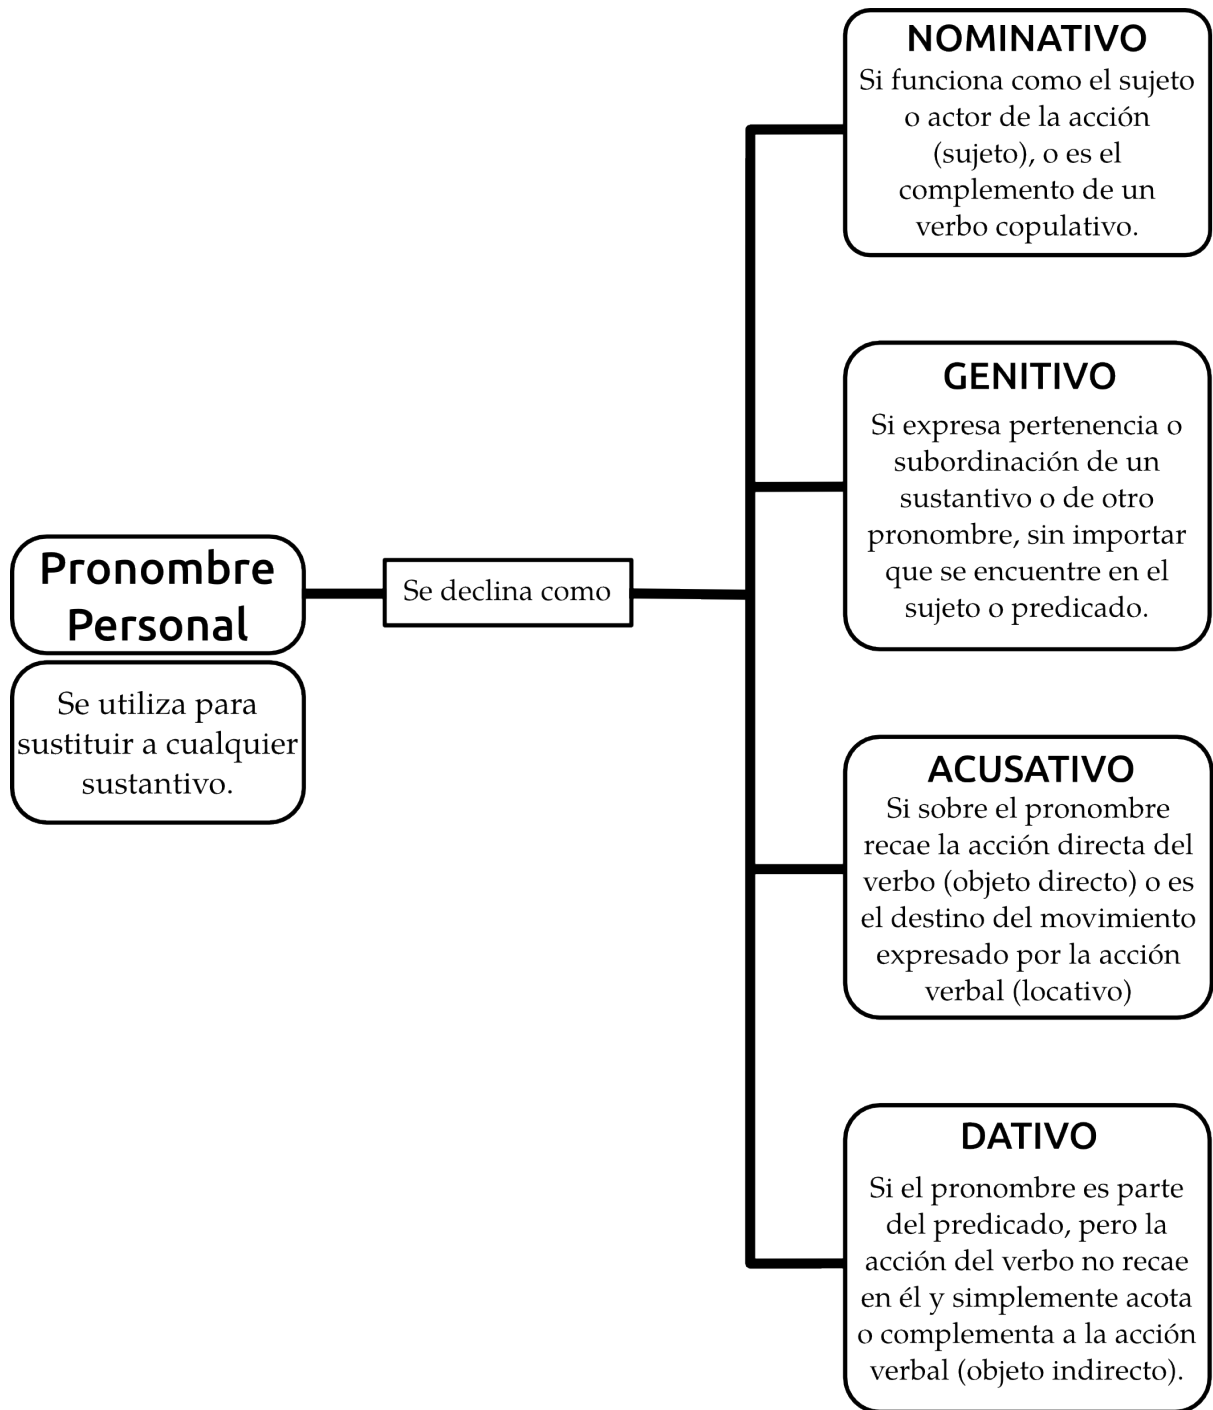 Pronombre
Personal
Se utiliza para
sustituir a cualquier
sustantivo.
Se declina como
NOMINATIVO
Si funciona como el sujeto
o actor de la acción
(sujeto), o es el
complemento de un
verbo copulativo.
GENITIVO
Si expresa pertenencia o
subordinación de un
sustantivo o de otro
pronombre, sin importar
que se encuentre en el
sujeto o predicado.
ACUSATIVO
Si sobre el pronombre
recae la acción directa del
verbo (objeto directo) o es
el destino del movimiento
expresado por la acción
verbal (locativo)
DATIVO
Si el pronombre es parte
del predicado, pero la
acción del verbo no recae
en él y simplemente acota
o complementa a la acción
verbal (objeto indirecto).